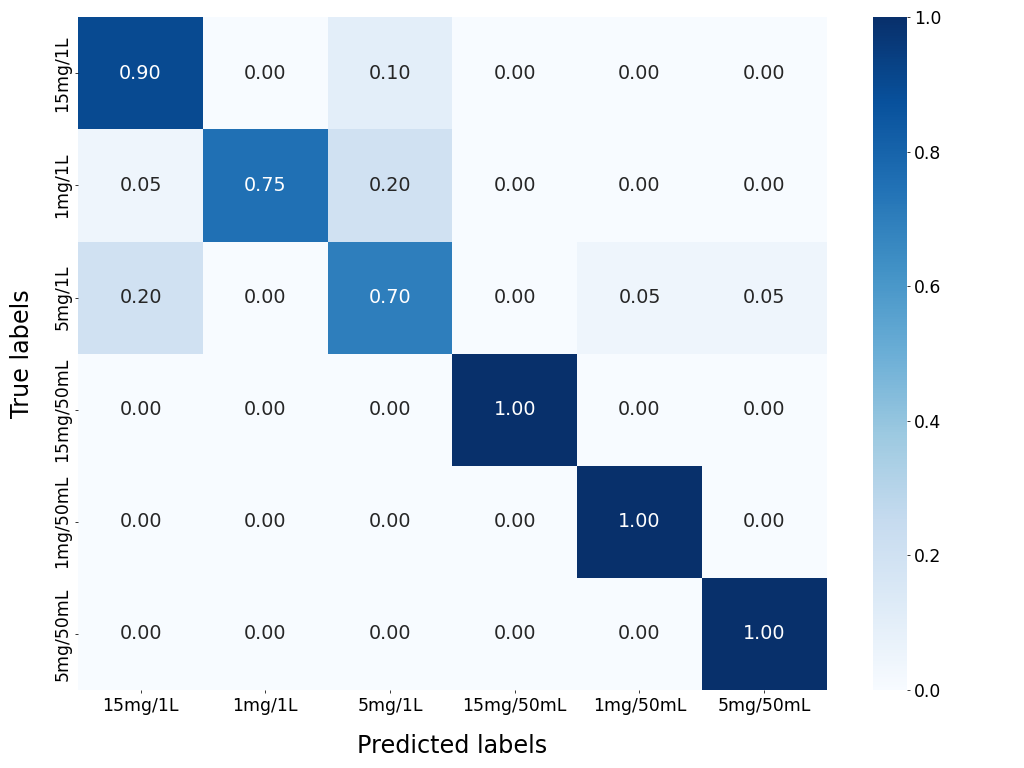 True labels
15mg/1L 0.90 0.00 0.10 0.00 0.00 0.00
1mg/1L 0.05 0.75 0.20 0.00 0.00 0.00
5mg/1L 0.20 0.00 0.70 0.00 0.05 0.05
15mg/50mL 0.00 0.00 0.00 1.00 0.00 0.00
1mg/50mL 0.00 0.00 0.00 0.00 1.00 0.00
5mg/50mL 0.00 0.00 0.00 0.00 0.00 1.00
15mg/1L 1mg/1L 5mg/1L 15mg/50mL 1mg/50mL 5mg/50mL
Predicted labels
1.0
0.8
0.6
0.4
0.2
0.0